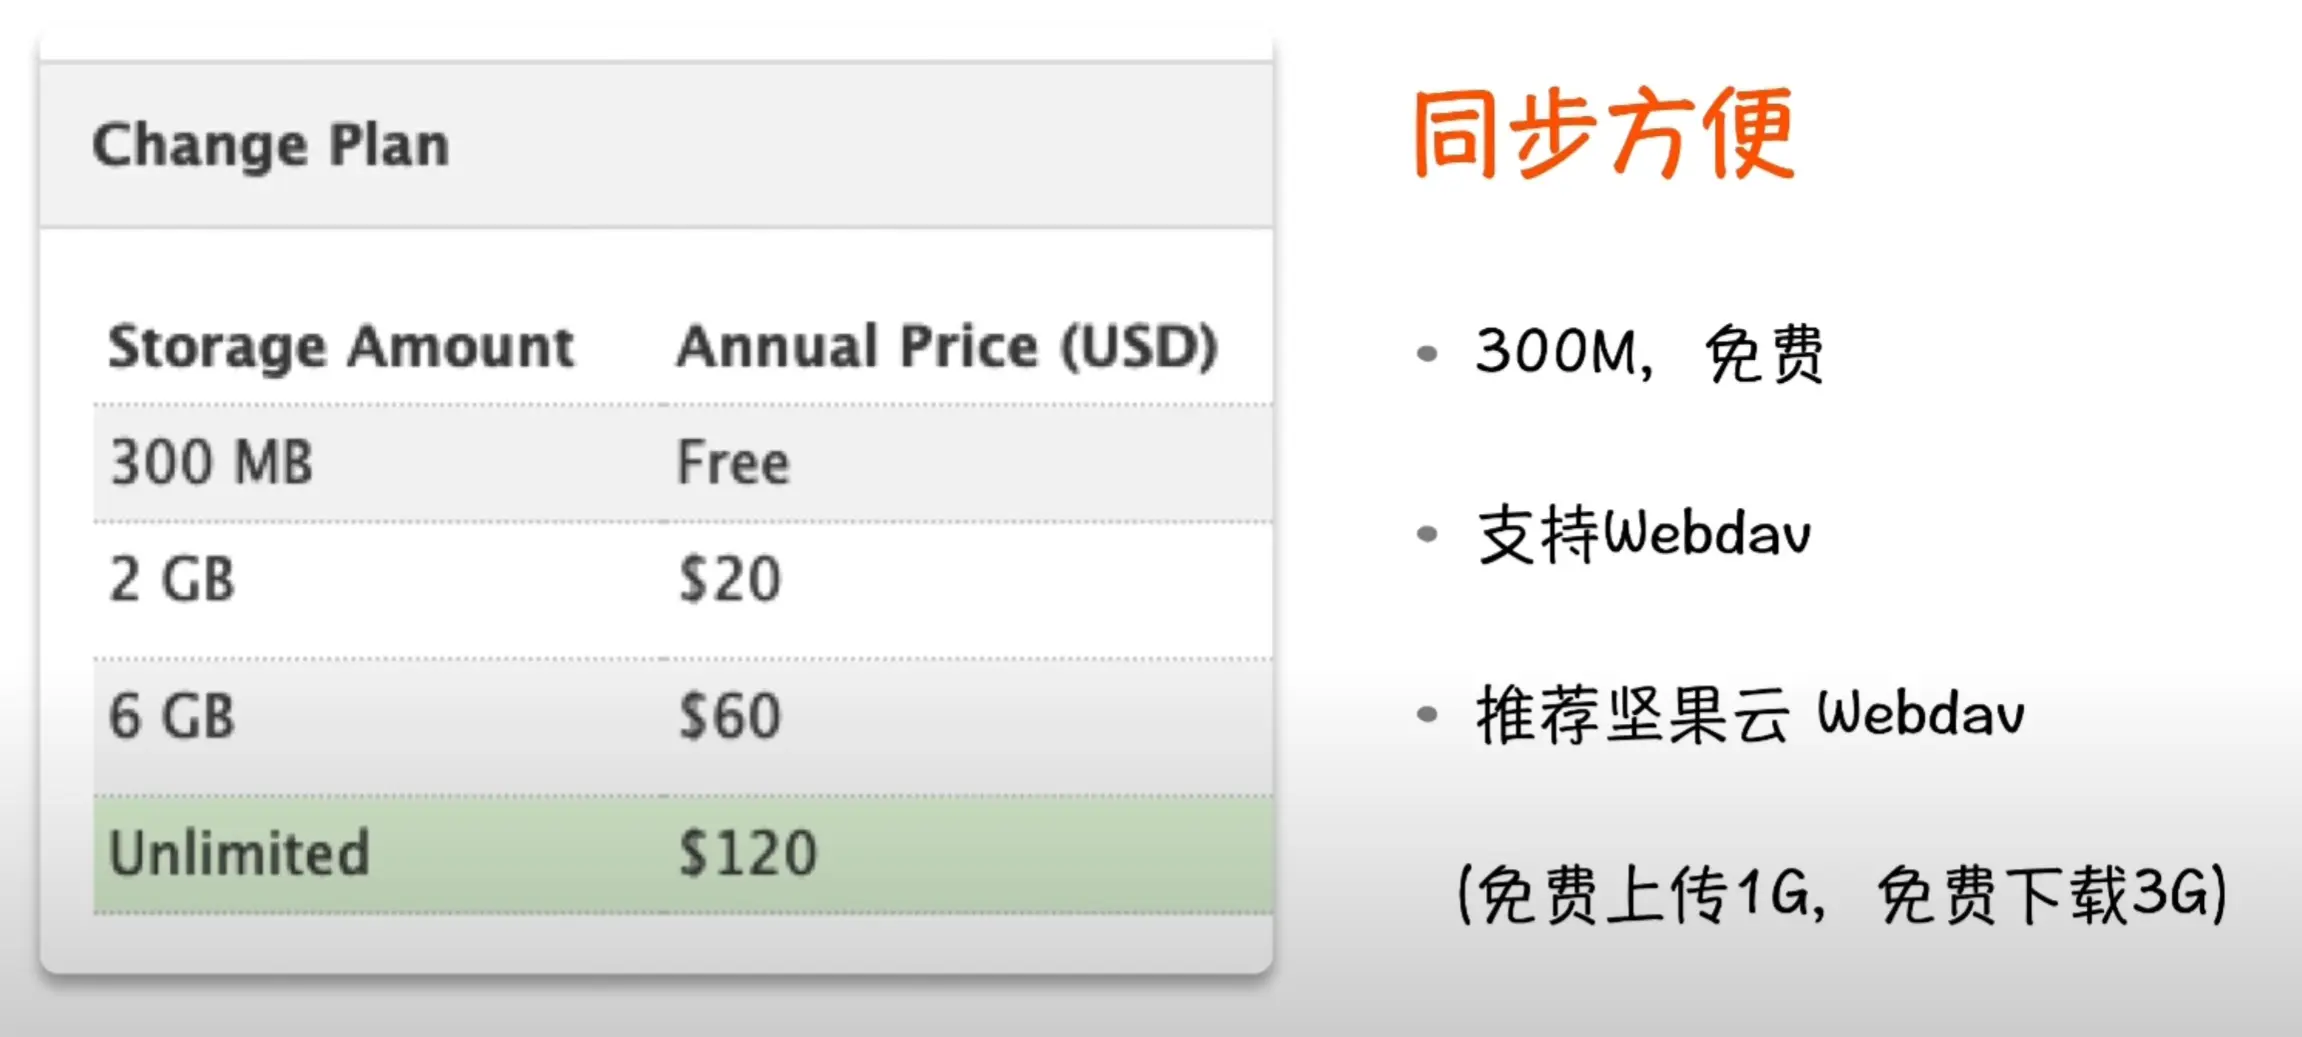 Change Plan
Storage Amount Annual Price (USD)
300 MB Free
2 GB $20
6 GB $60
Unlimited $120
同步方便
• 300M, 免费
• 支持Webdav
• 推荐坚果云 Webdav
(免费上传1G, 免费下载3G)